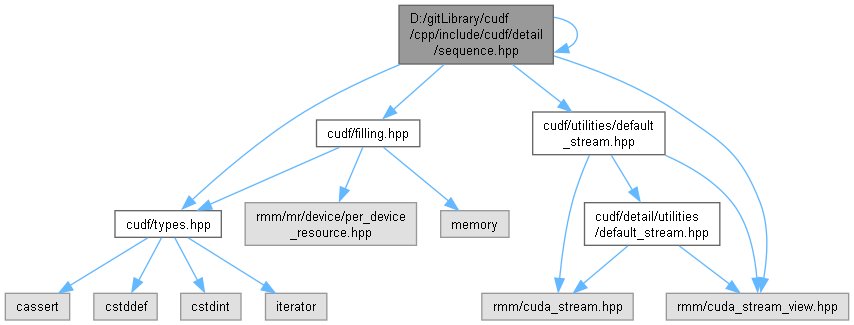 D:/gitLibrary/cudf
/cpp/include/cudf/detail
/sequence.hpp
cudf/filling.hpp
cudf/utilities/default
_stream.hpp
rmm/mr/device/per_device
_resource.hpp
memory
cudf/detail/utilities
/default_stream.hpp
cudf/types.hpp
cassert
cstddef
cstdint
iterator
rmm/cuda_stream.hpp
rmm/cuda_stream_view.hpp